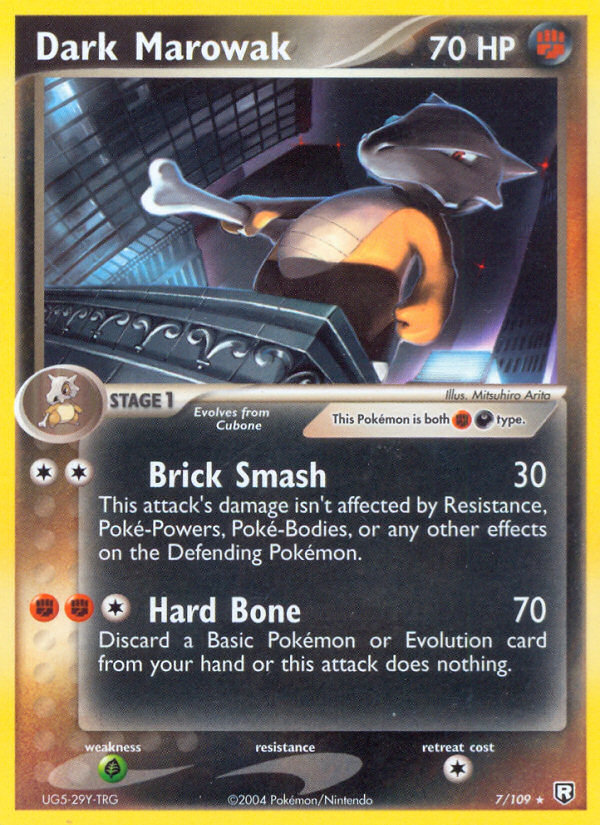 Dark Marowak 70 HP
Illus. Mitsuhiro Arita
STAGE 1
Evolves from
Cubone
This Pokémon is both type.
Brick Smash 30
This attack's damage isn't affected by Resistance,
Poké-Powers, Poké-Bodies, or any other effects
on the Defending Pokémon.
Hard Bone 70
Discard a Basic Pokémon or Evolution card
from your hand or this attack does nothing.
weakness resistance retreat cost
UG5-29Y-TRG ©2004 Pokémon/Nintendo 7/109 ★ R